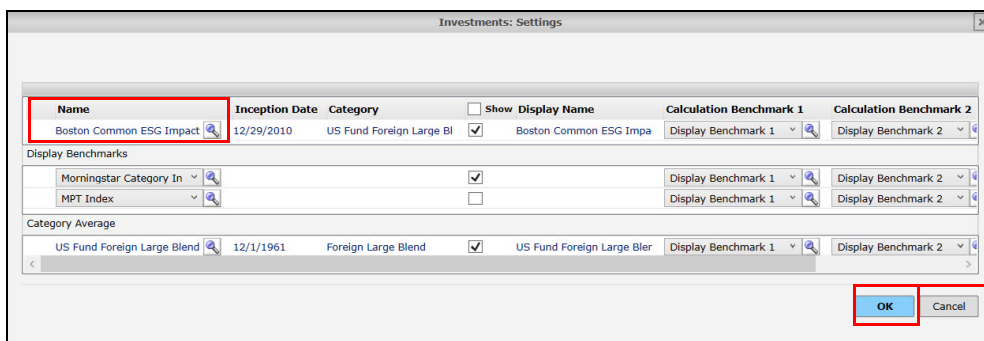 Investments: Settings
Name Inception Date Category Show Display Name Calculation Benchmark 1 Calculation Benchmark 2
Boston Common ESG Impact 12/29/2010 US Fund Foreign Large Bl Boston Common ESG Impa Display Benchmark 1 Display Benchmark 2
Display Benchmarks
Morningstar Category In Display Benchmark 1 Display Benchmark 2
MPT Index Display Benchmark 1 Display Benchmark 2
Category Average
US Fund Foreign Large Blend 12/1/1961 Foreign Large Blend US Fund Foreign Large Bler Display Benchmark 1 Display Benchmark 2
OK Cancel